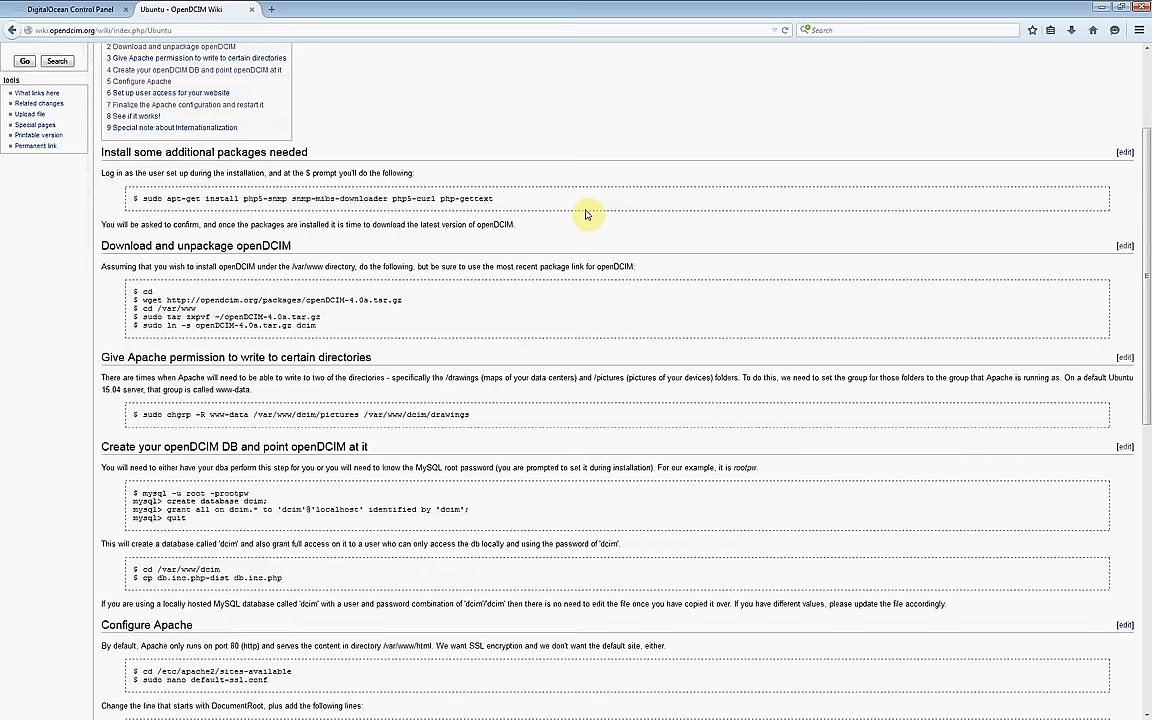 DigitalOcean Control Panel
Ubuntu - OpenDCIM Wiki
wiki.opendcim.org/wiki/index.php/Ubuntu
Search
Go
Search
tools
What links here
Related changes
Upload file
Special pages
Printable version
Permanent link
2 Download and unpackage openDCIM
3 Give Apache permission to write to certain directories
4 Create your openDCIM DB and point openDCIM at it
5 Configure Apache
6 Set up user access for your website
7 Finalize the Apache configuration and restart it
8 See if it works!
9 Special note about Internationalization
Install some additional packages needed
[edit]
Log in as the user set up during the installation, and at the $ prompt you'll do the following:
$ sudo apt-get install php5-snmp snmp-mibs-downloader php5-curl php-gettext
You will be asked to confirm, and once the packages are installed it is time to download the latest version of openDCIM.
Download and unpackage openDCIM
[edit]
Assuming that you wish to install openDCIM under the /var/www directory, do the following, but be sure to use the most recent package link for openDCIM:
$ cd
$ wget http://opendcim.org/packages/openDCIM-4.0a.tar.gz
$ cd /var/www
$ sudo tar zxpvf ~/openDCIM-4.0a.tar.gz
$ sudo ln -s openDCIM-4.0a.tar.gz dcim
Give Apache permission to write to certain directories
[edit]
There are times when Apache will need to be able to write to two of the directories - specifically the /drawings (maps of your data centers) and /pictures (pictures of your devices) folders. To do this, we need to set the group for those folders to the group that Apache is running as. On a default Ubuntu
15.04 server, that group is called www-data.
$ sudo chgrp -R www-data /var/www/dcim/pictures /var/www/dcim/drawings
Create your openDCIM DB and point openDCIM at it
[edit]
You will need to either have your dba perform this step for you or you will need to know the MySQL root password (you are prompted to set it during installation). For our example, it is rootpw.
$ mysql -u root -prootpw
mysql> create database dcim;
mysql> grant all on dcim.* to 'dcim'@'localhost' identified by 'dcim';
mysql> quit
This will create a database called 'dcim' and also grant full access on it to a user who can only access the db locally and using the password of 'dcim'.
$ cd /var/www/dcim
$ cp db.inc.php-dist db.inc.php
If you are using a locally hosted MySQL database called 'dcim' with a user and password combination of 'dcim'/'dcim' then there is no need to edit the file once you have copied it over. If you have different values, please update the file accordingly.
Configure Apache
[edit]
By default, Apache only runs on port 80 (http) and serves the content in directory /var/www/html. We want SSL encryption and we don't want the default site, either.
$ cd /etc/apache2/sites-available
$ sudo nano default-ssl.conf
Change the line that starts with DocumentRoot, plus add the following lines: